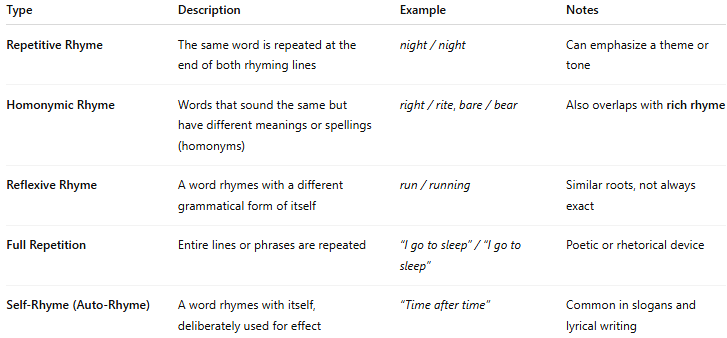 Type Description Example Notes
Repetitive Rhyme The same word is repeated at the night / night Can emphasize a theme or
end of both rhyming lines tone
Homonymic Rhyme Words that sound the same but right / rite, bare / bear Also overlaps with rich rhyme
have different meanings or spellings
(homonyms)
Reflexive Rhyme A word rhymes with a different run / running Similar roots, not always
grammatical form of itself exact
Full Repetition Entire lines or phrases are repeated “I go to sleep” / “I go to Poetic or rhetorical device
sleep”
Self-Rhyme (Auto-Rhyme) A word rhymes with itself, “Time after time” Common in slogans and
deliberately used for effect lyrical writing